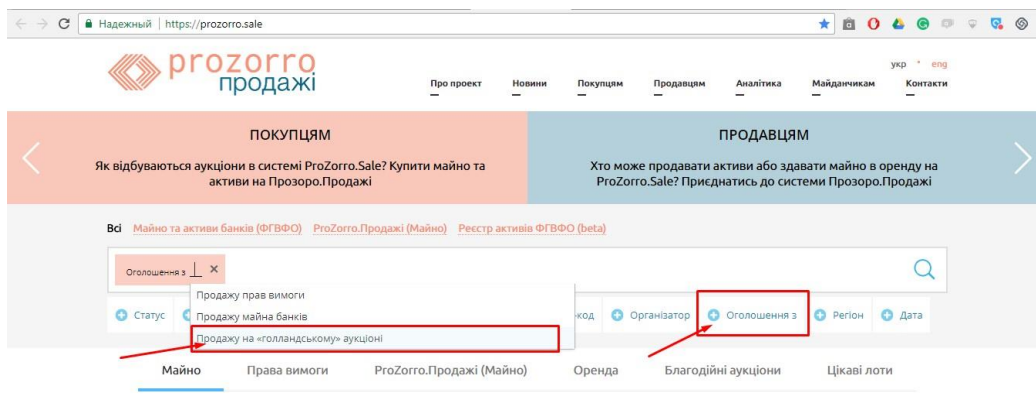 Надежный | https://prozorro.sale
prozorro
продажі
укр * eng
Про проект Новини Покупцям Продавцям Аналітика Майданчикам Контакти
ПОКУПЦЯМ
Як відбуваються аукціони в системі ProZorro.Sale? Купити майно та
активи на Прозоро.Продажі
ПРОДАВЦЯМ
Хто може продавати активи або здавати майно в оренду на
ProZorro.Sale? Приєднатись до системи Прозоро.Продажі
Всі Майно та активи банків (ФГВФО) ProZorro.Продажі (Майно) Реєстр активів ФГВФО (beta)
Оголошення з ×
Продажу прав вимоги
Продажу майна банків
Продажу на «голландському» аукціоні
Статус код Організатор Оголошення з Регіон Дата
Майно Права вимоги ProZorro.Продажі (Майно) Оренда Благодійні аукціони Цікаві лоти